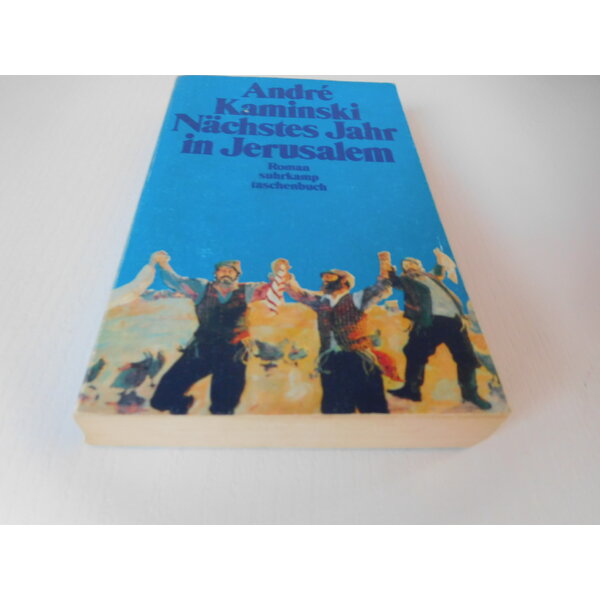 André
Kaminski
Nächstes Jahr
in Jerusalem
Roman
suhrkamp
taschenbuch